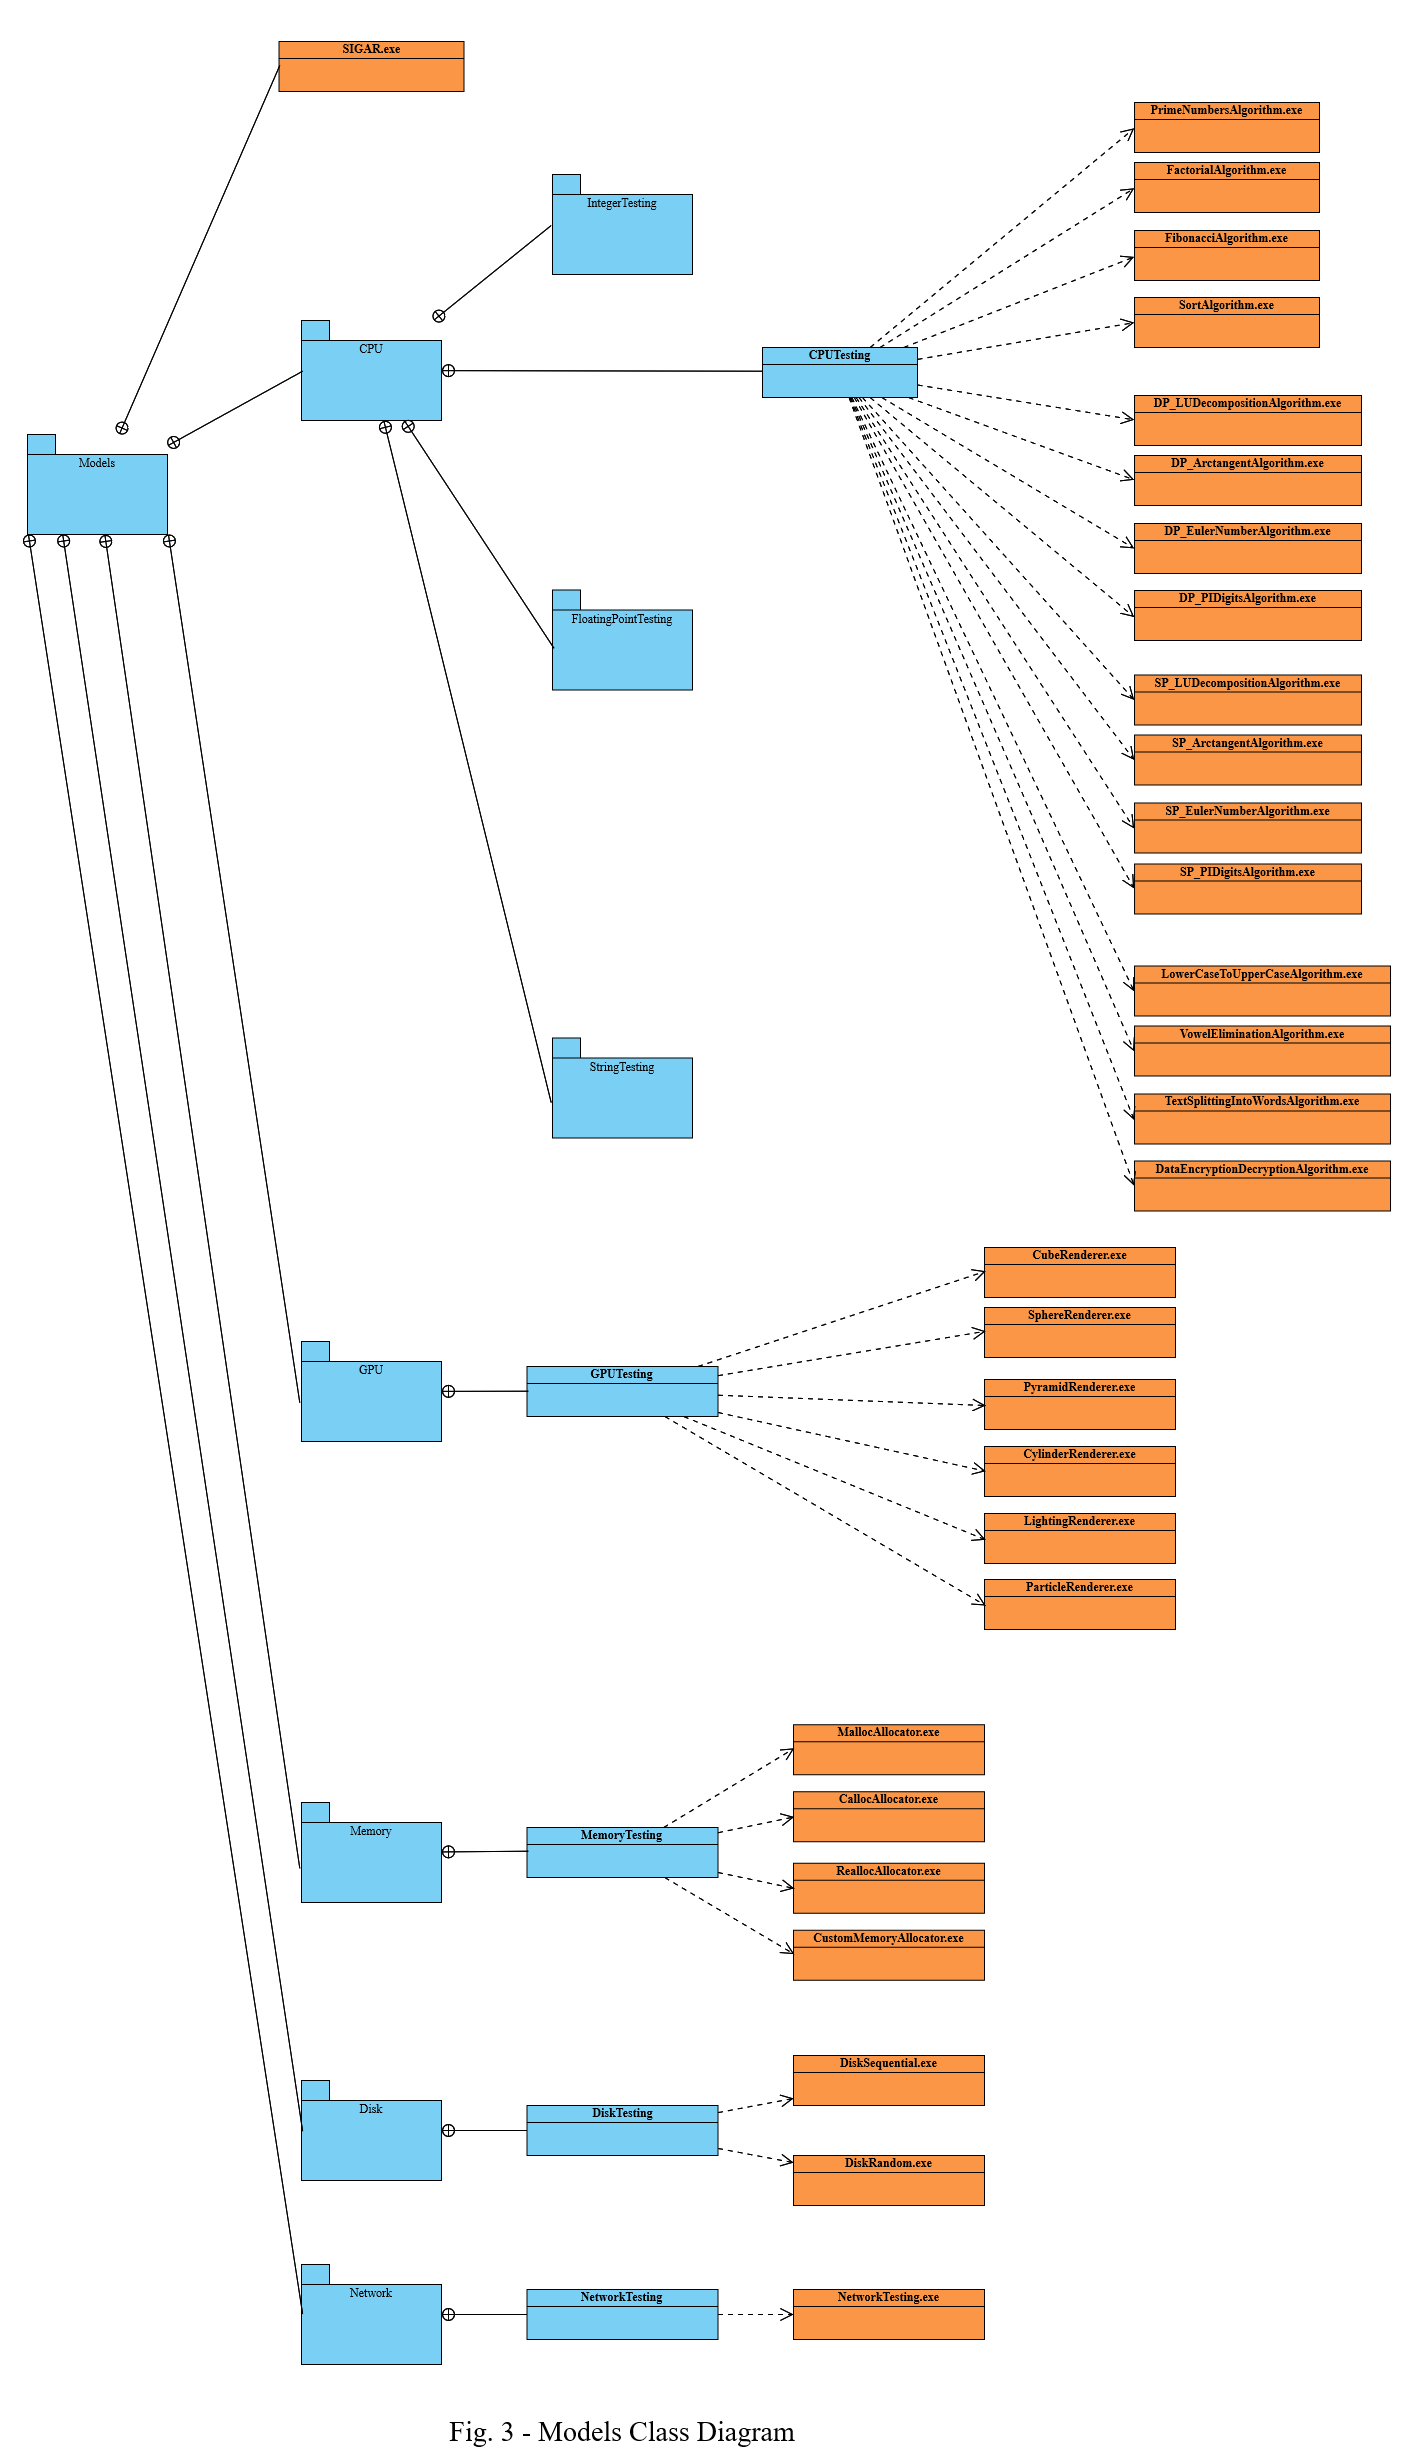 SIGAR.exe
PrimeNumbersAlgorithm.exe
FactorialAlgorithm.exe
IntegerTesting
FibonacciAlgorithm.exe
SortAlgorithm.exe
CPU
CPUTesting
DP_LUDecompositionAlgorithm.exe
Models
DP_ArctangentAlgorithm.exe
DP_EulerNumberAlgorithm.exe
DP_PIDigitsAlgorithm.exe
FloatingPointTesting
SP_LUDecompositionAlgorithm.exe
SP_ArctangentAlgorithm.exe
SP_EulerNumberAlgorithm.exe
SP_PIDigitsAlgorithm.exe
LowerCaseToUpperCaseAlgorithm.exe
VowelEliminationAlgorithm.exe
StringTesting
TextSplittingIntoWordsAlgorithm.exe
DataEncryptionDecryptionAlgorithm.exe
CubeRenderer.exe
SphereRenderer.exe
GPU
GPUTesting
PyramidRenderer.exe
CylinderRenderer.exe
LightingRenderer.exe
ParticleRenderer.exe
MallocAllocator.exe
CallocAllocator.exe
Memory
MemoryTesting
ReallocAllocator.exe
CustomMemoryAllocator.exe
DiskSequential.exe
Disk
DiskTesting
DiskRandom.exe
Network
NetworkTesting
NetworkTesting.exe
Fig. 3 - Models Class Diagram